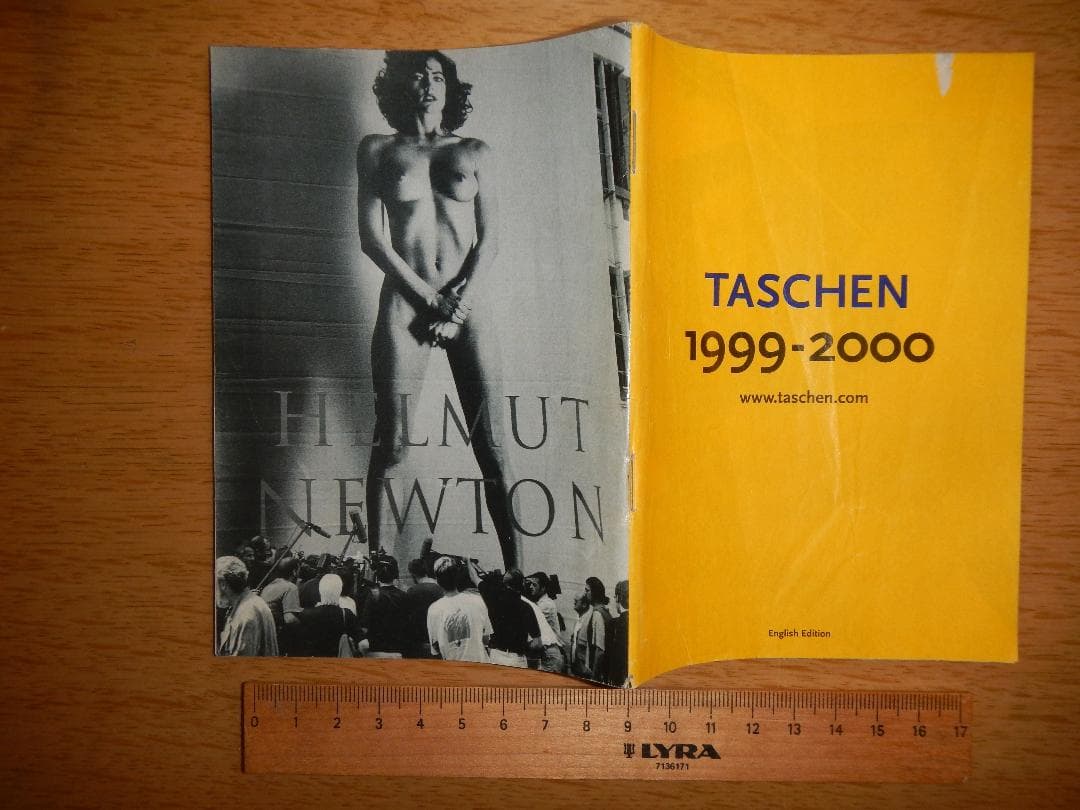 HELMUT
NEWTON
TASCHEN
1999-2000
www.taschen.com
English Edition
0 1 2 3 4 5 6 7 8 9 10 11 12 13 14 15 16 17
LYRA
7136171